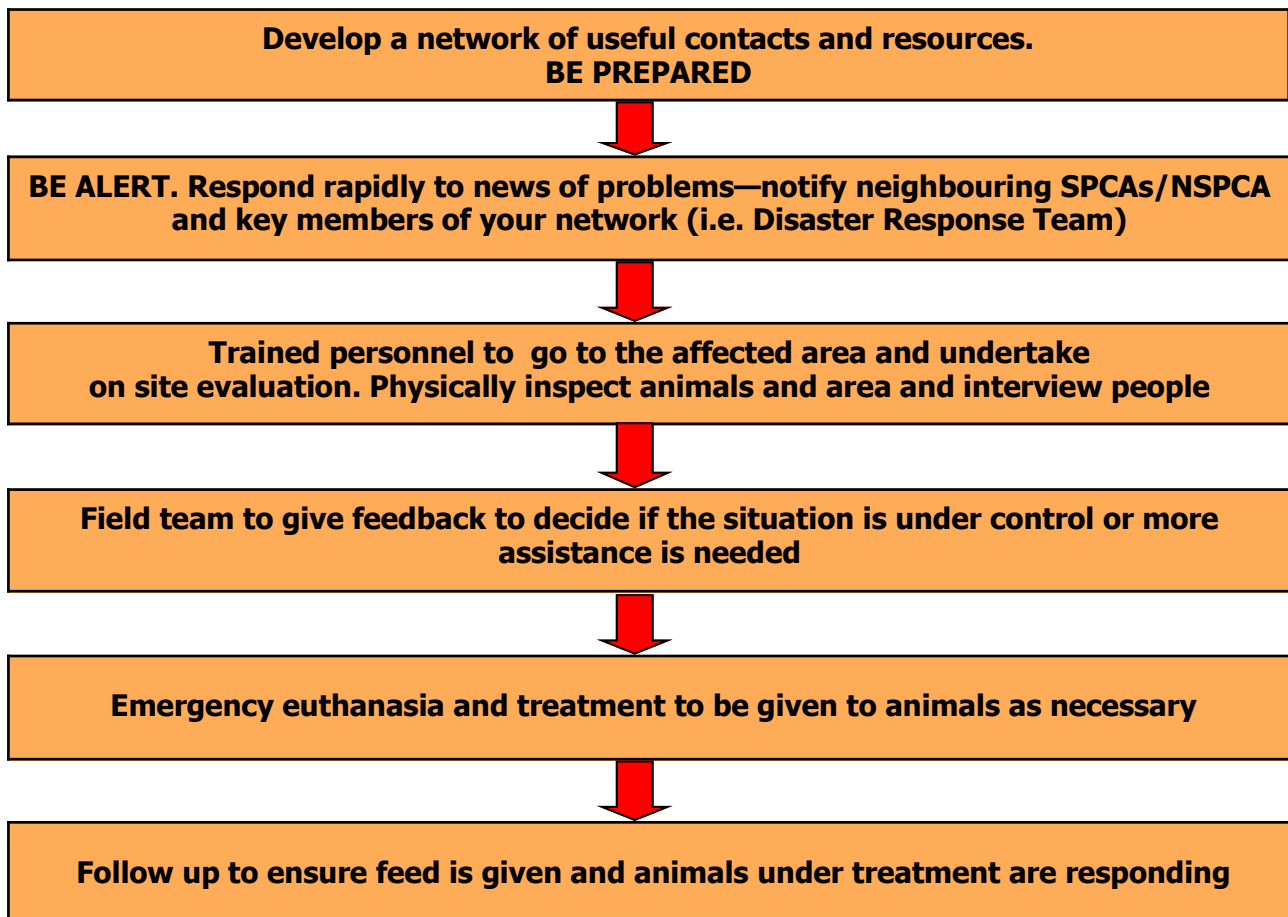 Develop a network of useful contacts and resources.
BE PREPARED
BE ALERT. Respond rapidly to news of problems—notify neighbouring SPCAs/NSPCA
and key members of your network (i.e. Disaster Response Team)
Trained personnel to  go to the affected area and undertake
on site evaluation. Physically inspect animals and area and interview people
Field team to give feedback to decide if the situation is under control or more
assistance is needed
Emergency euthanasia and treatment to be given to animals as necessary
Follow up to ensure feed is given and animals under treatment are responding